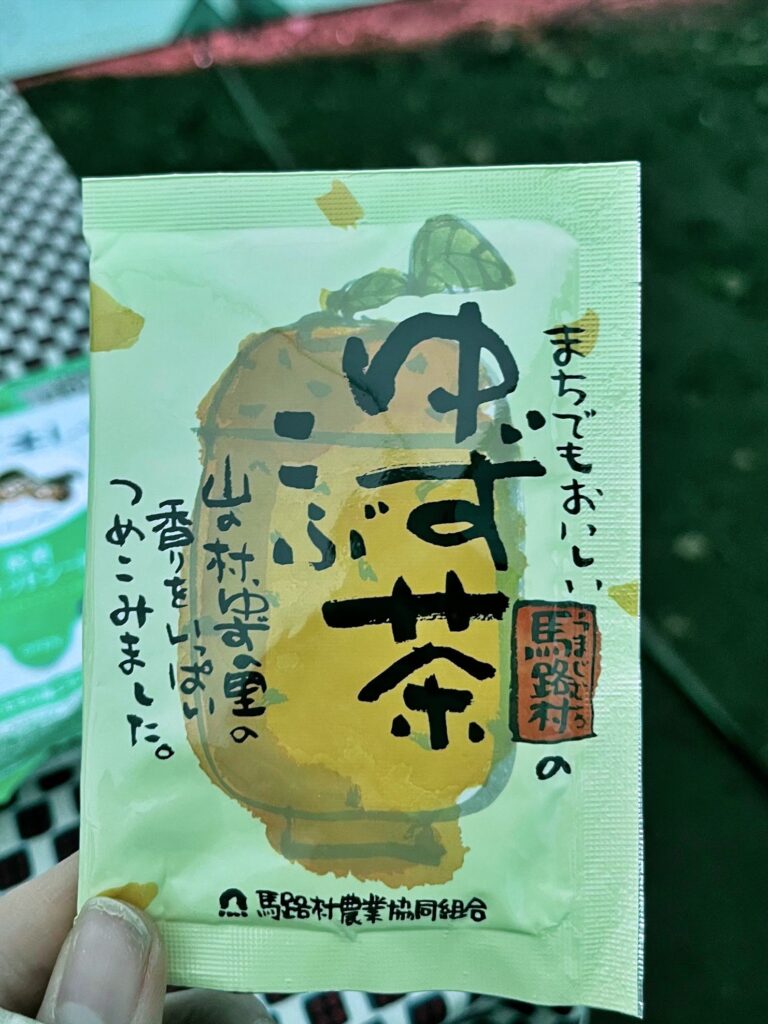 まちでもおいしい
うまじむら
馬路村の
ゆずこぶ茶
山の村、ゆずの里の
香りをいっぱい
つめこみました。
馬路村農業協同組合